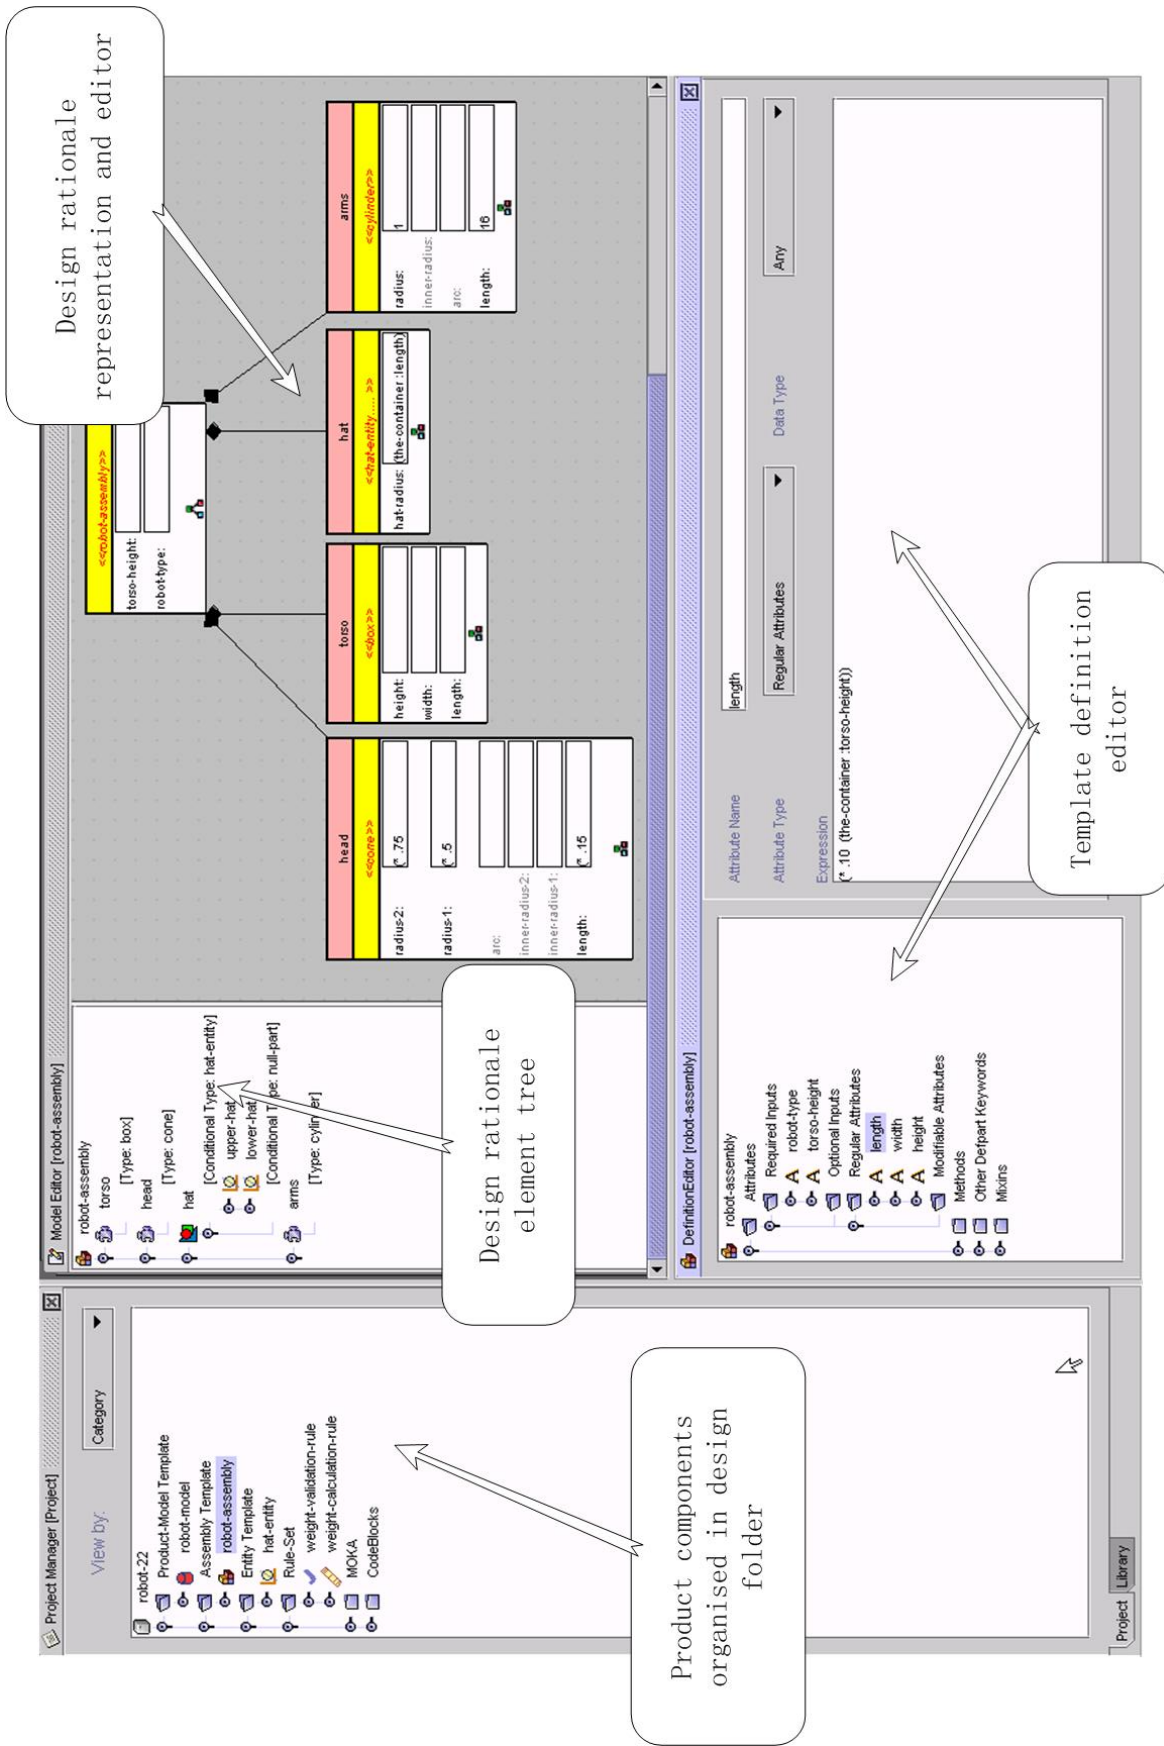 Project Manager [Project]
View by:
Category
robot-22
Product-Model Template
robot-model
Assembly Template
robot-assembly
Entity Template
hat-entity
Rule-Set
weight-validation-rule
weight-calculation-rule
MOKA
CodeBlocks
Project
Library
Product components
organised in design
folder
Model Editor [robot-assembly]
robot-assembly
torso
[Type: box]
head
[Type: cone]
hat
[Conditional Type: hat-entity]
upper-hat
lower-hat
[Conditional Type: null-part]
arms
[Type: cylinder]
Design rationale
element tree
<<robot-assembly>>
torso-height:
robot-type:
head
<<cone>>
radius-2: (* .75
radius-1: (* .5
arc:
inner-radius-2:
inner-radius-1:
length: (* .15
torso
<<box>>
height:
width:
length:
hat
<<hat-entity..... >>
hat-radius: (the-container :length)
arms
<<cylinder>>
radius: 1
inner-radius:
arc:
length: 16
Design rationale
representation and editor
DefinitionEditor [robot-assembly]
robot-assembly
Attributes
Required Inputs
robot-type
torso-height
Optional Inputs
Regular Attributes
length
width
height
Modifiable Attributes
Methods
Other Defpart Keywords
Mixins
Attribute Name
length
Attribute Type
Regular Attributes
Data Type
Any
Expression
(* .10 (the-container :torso-height))
Template definition
editor